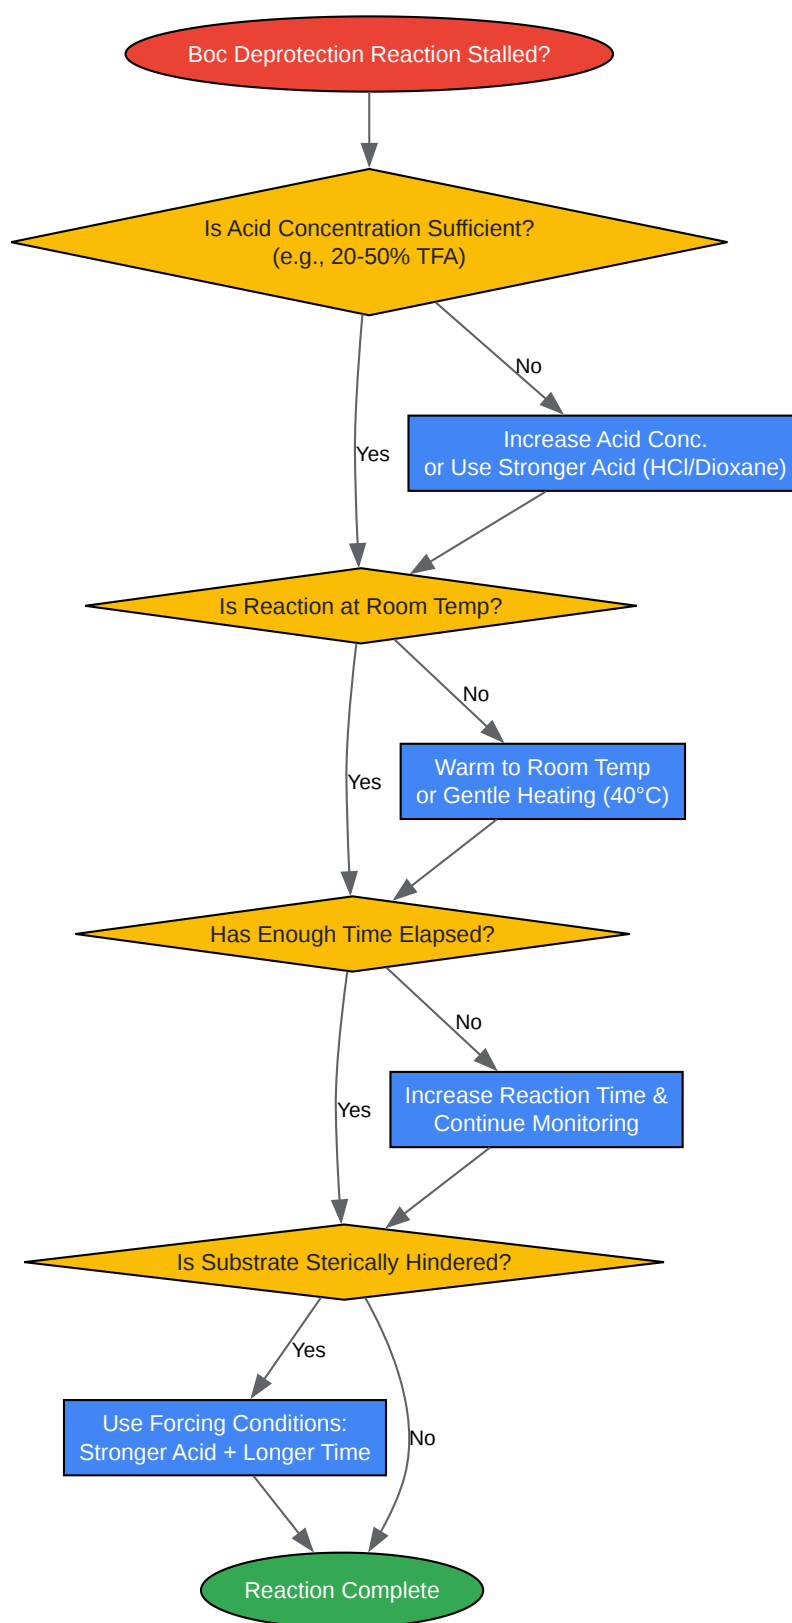 Boc Deprotection Reaction Stalled?
Is Acid Concentration Sufficient?
(e.g., 20-50% TFA)
No
Increase Acid Conc.
or Use Stronger Acid (HCl/Dioxane)
Yes
Is Reaction at Room Temp?
No
Warm to Room Temp
or Gentle Heating (40°C)
Yes
Has Enough Time Elapsed?
No
Increase Reaction Time &
Continue Monitoring
Yes
Is Substrate Sterically Hindered?
Yes
Use Forcing Conditions:
Stronger Acid + Longer Time
No
Reaction Complete